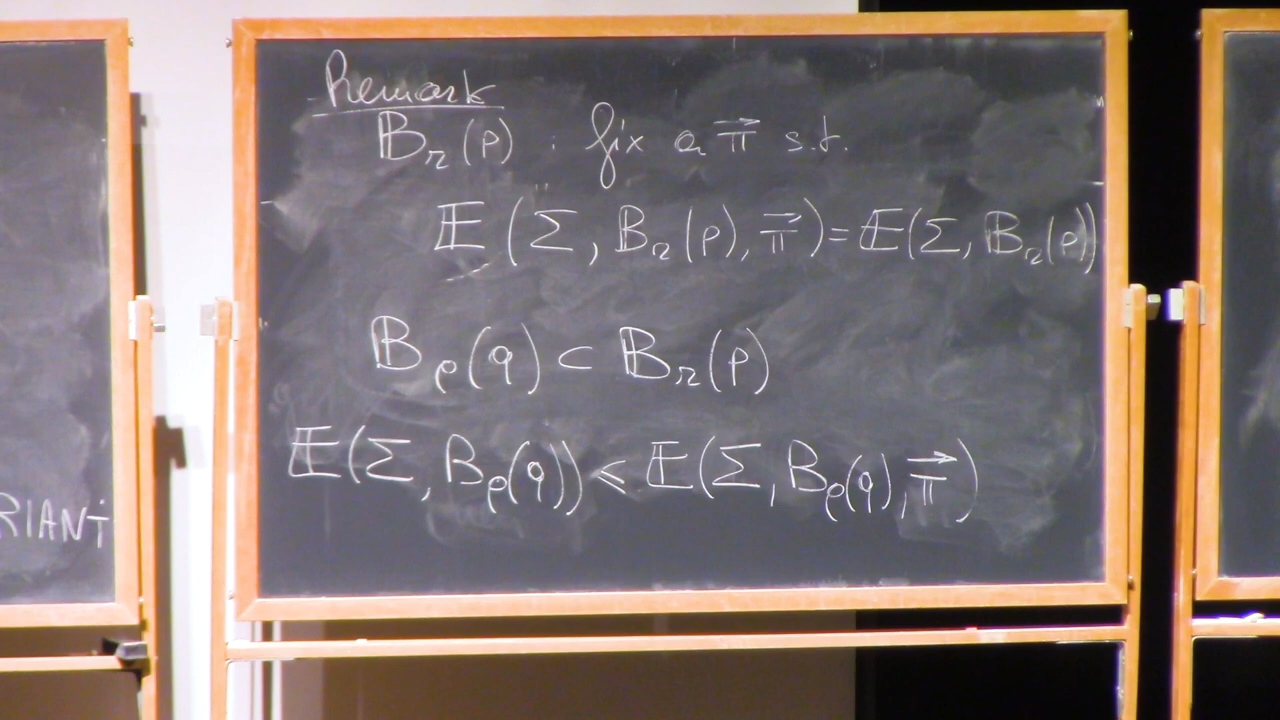 Remark
B_r(p) : fix a π⃗ s.t.
𝔼(Σ, B_r(p), π⃗) = 𝔼(Σ, B_r(p))
B_ρ(q) ⊂ B_r(p)
𝔼(Σ, B_ρ(q)) ≤ 𝔼(Σ, B_ρ(q), π⃗)
RIANT